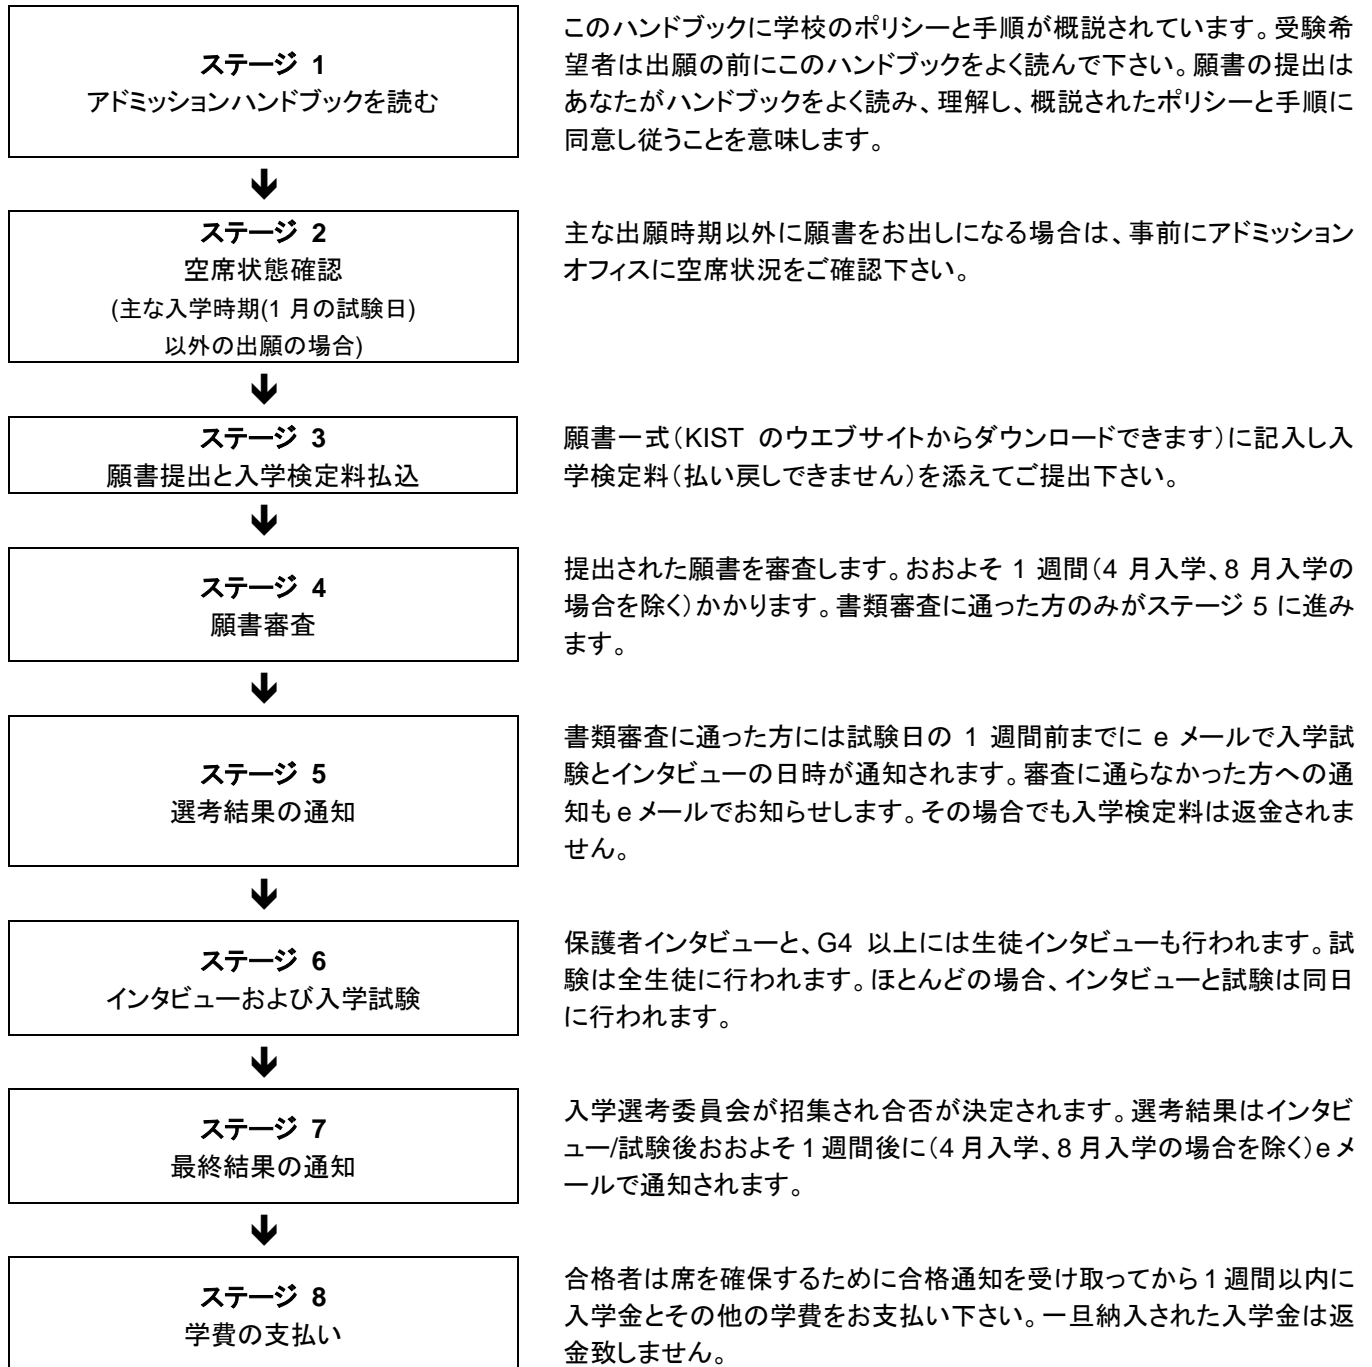 ステージ 1
アドミッションハンドブックを読む
このハンドブックに学校のポリシーと手順が概説されています。受験希
望者は出願の前にこのハンドブックをよく読んで下さい。願書の提出は
あなたがハンドブックをよく読み、理解し、概説されたポリシーと手順に
同意し従うことを意味します。
ステージ 2
空席状態確認
(主な入学時期(1 月の試験日)
以外の出願の場合)
主な出願時期以外に願書をお出しになる場合は、事前にアドミッション
オフィスに空席状況をご確認下さい。
ステージ 3
願書提出と入学検定料払込
願書一式(KIST のウエブサイトからダウンロードできます)に記入し入
学検定料(払い戻しできません)を添えてご提出下さい。
ステージ 4
願書審査
提出された願書を審査します。おおよそ 1 週間(4 月入学、8 月入学の
場合を除く)かかります。書類審査に通った方のみがステージ 5 に進み
ます。
ステージ 5
選考結果の通知
書類審査に通った方には試験日の 1 週間前までに e メールで入学試
験とインタビューの日時が通知されます。審査に通らなかった方への通
知も e メールでお知らせします。その場合でも入学検定料は返金されま
せん。
ステージ 6
インタビューおよび入学試験
保護者インタビューと、G4 以上には生徒インタビューも行われます。試
験は全生徒に行われます。ほとんどの場合、インタビューと試験は同日
に行われます。
ステージ 7
最終結果の通知
入学選考委員会が招集され合否が決定されます。選考結果はインタビ
ュー/試験後おおよそ 1 週間後に(4 月入学、8 月入学の場合を除く)e メ
ールで通知されます。
ステージ 8
学費の支払い
合格者は席を確保するために合格通知を受け取ってから 1 週間以内に
入学金とその他の学費をお支払い下さい。一旦納入された入学金は返
金致しません。